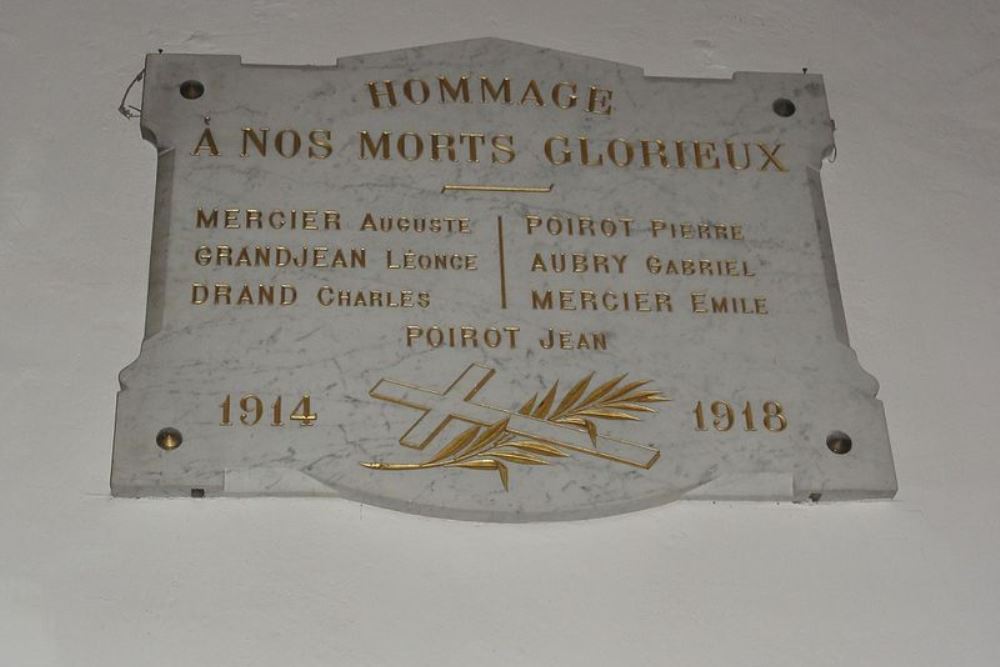 HOMMAGE
À NOS MORTS GLORIEUX
MERCIER AUGUSTE
GRANDJEAN LÉONCE
DRAND CHARLES
POIROT PIERRE
AUBRY GABRIEL
MERCIER EMILE
POIROT JEAN
1914 1918